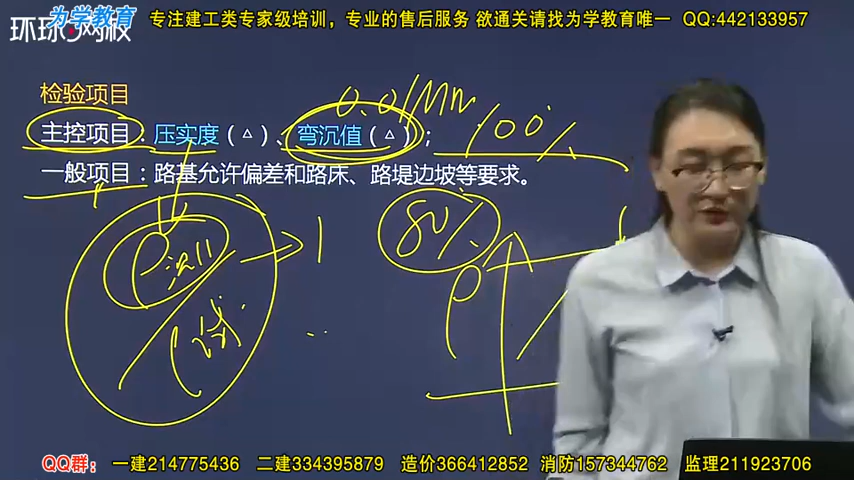 为学教育 专注建工类专家级培训，专业的售后服务 欲通关请找为学教育唯一 QQ:442133957
环球网校
检验项目
0.01mm
主控项目：压实度（△）、弯沉值（△）；
100%
一般项目：路基允许偏差和路床、路堤边坡等要求。
80%
1
QQ群： 一建214775436 二建334395879 造价366412852 消防157344762 监理211923706